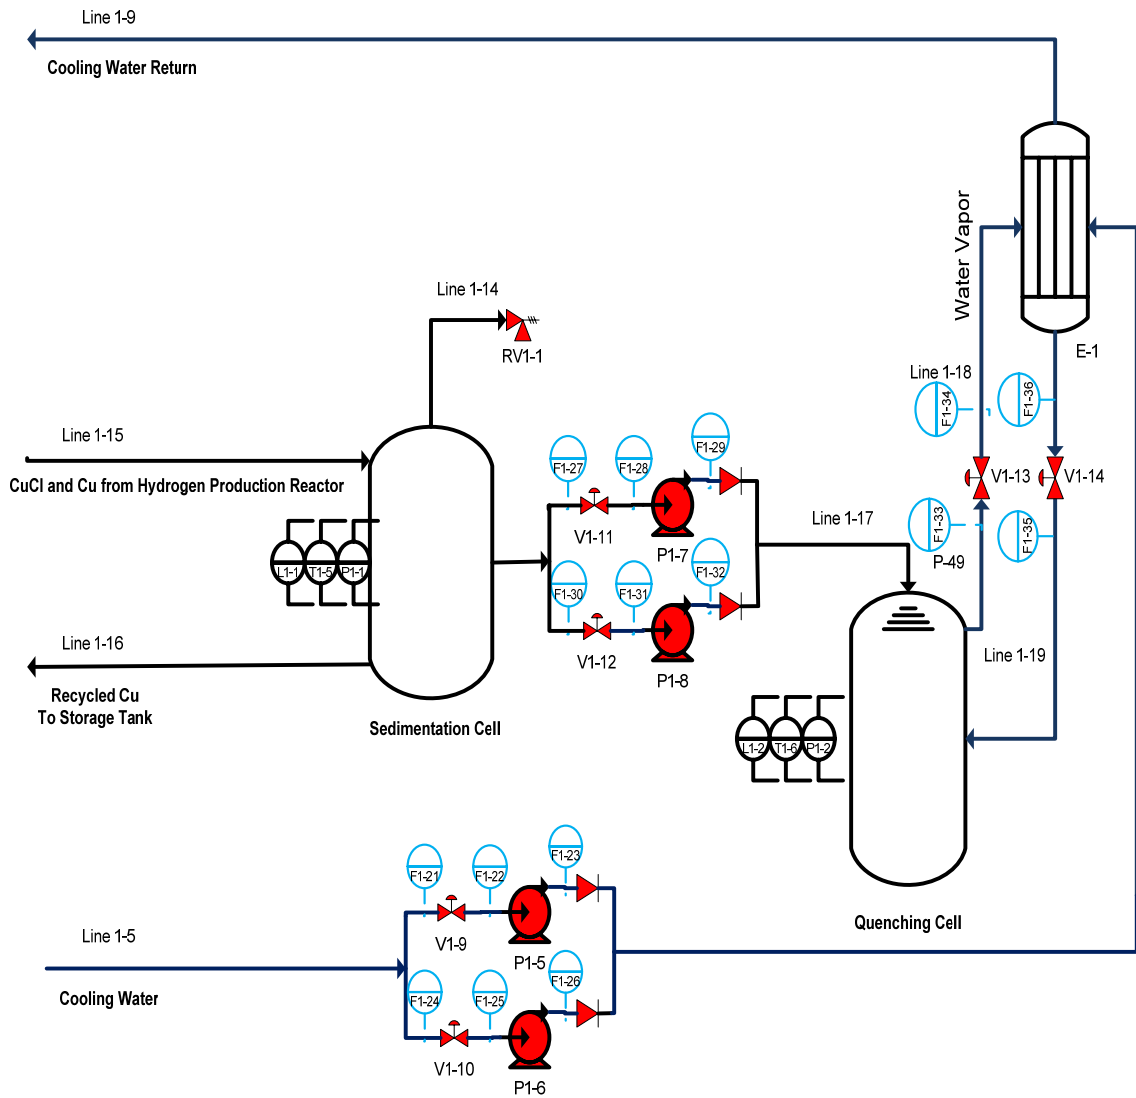 Line 1-9
Cooling Water Return
Water Vapor
Line 1-14
RV1-1
E-1
Line 1-18
F1-34
F1-36
Line 1-15
CuCl and Cu from Hydrogen Production Reactor
F1-27
F1-28
F1-29
V1-13
V1-14
V1-11
P1-7
Line 1-17
F1-33
F1-35
P-49
L1-1
T1-5
P1-1
F1-30
F1-31
F1-32
V1-12
P1-8
Line 1-16
Recycled Cu
To Storage Tank
Line 1-19
Sedimentation Cell
L1-2
T1-6
P1-2
F1-21
F1-22
F1-23
Quenching Cell
Line 1-5
V1-9
P1-5
Cooling Water
F1-24
F1-25
F1-26
V1-10
P1-6